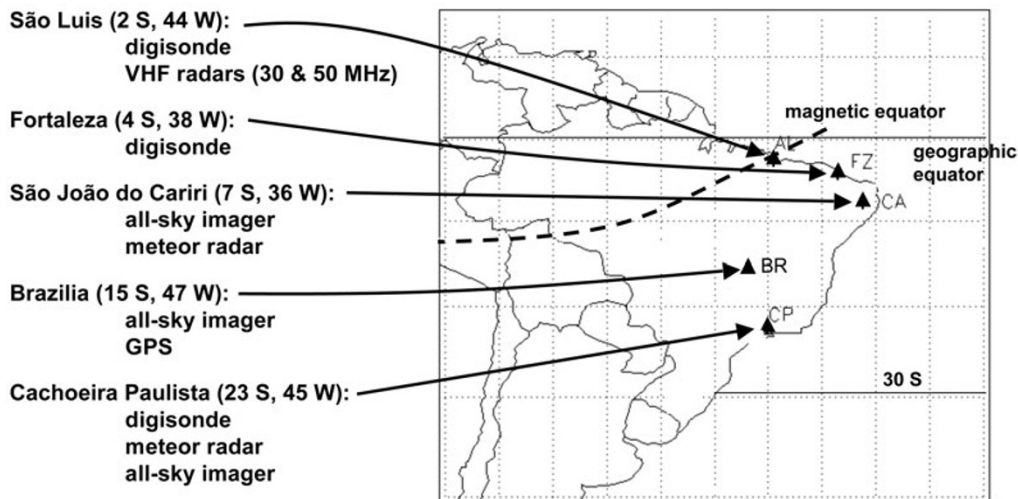 São Luis (2 S, 44 W):
digisonde
VHF radars (30 & 50 MHz)
Fortaleza (4 S, 38 W):
digisonde
São João do Cariri (7 S, 36 W):
all-sky imager
meteor radar
Brazilia (15 S, 47 W):
all-sky imager
GPS
Cachoeira Paulista (23 S, 45 W):
digisonde
meteor radar
all-sky imager
magnetic equator
AL
FZ
geographic
equator
CA
BR
CP
30 S